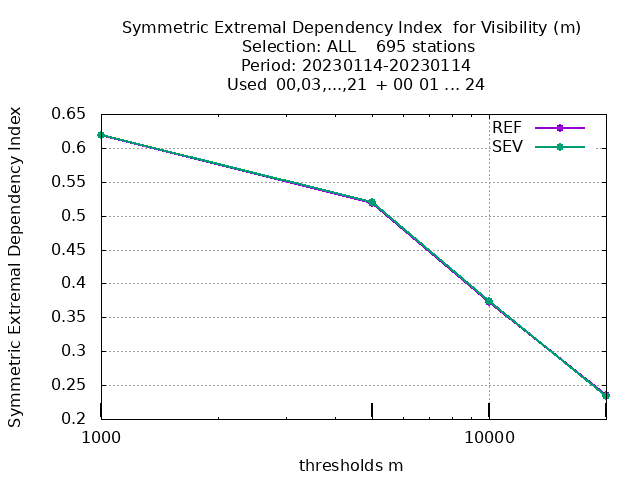 Symmetric Extremal Dependency Index  for Visibility (m)
Selection: ALL    695 stations
Period: 20230114-20230114
Used  00,03,...,21  + 00 01 ... 24
Symmetric Extremal Dependency Index
0.65
0.6
0.55
0.5
0.45
0.4
0.35
0.3
0.25
0.2
REF
SEV
1000
10000
thresholds m